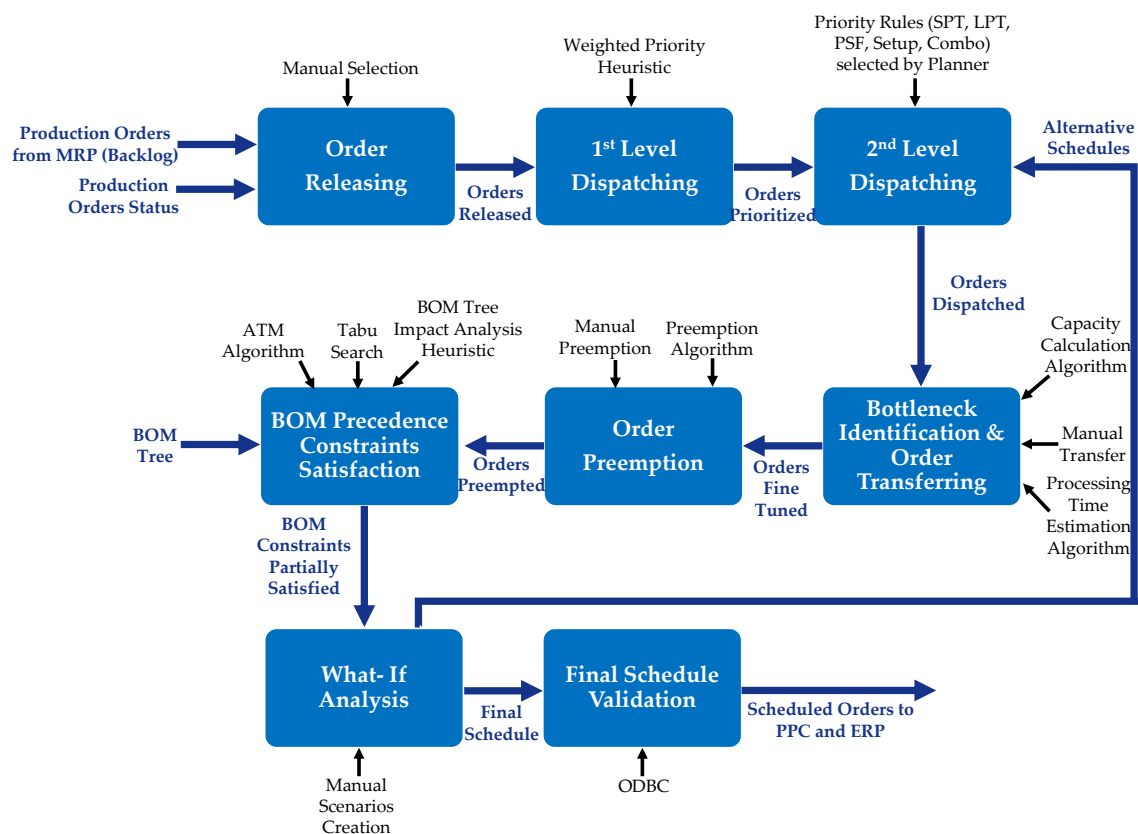 Manual Selection
Weighted Priority
Heuristic
Priority Rules (SPT, LPT,
PSF, Setup, Combo)
selected by Planner
Production Orders
from MRP (Backlog)
Production
Orders Status
Order
Releasing
Orders
Released
1st Level
Dispatching
Orders
Prioritized
2nd Level
Dispatching
Alternative
Schedules
Orders
Dispatched
ATM
Algorithm
Tabu
Search
BOM Tree
Impact Analysis
Heuristic
Manual
Preemption
Preemption
Algorithm
Capacity
Calculation
Algorithm
BOM
Tree
BOM Precedence
Constraints
Satisfaction
Orders
Preempted
Order
Preemption
Orders
Fine
Tuned
Bottleneck
Identification &
Order
Transferring
Manual
Transfer
Processing
Time
Estimation
Algorithm
BOM
Constraints
Partially
Satisfied
What- If
Analysis
Final
Schedule
Final Schedule
Validation
Scheduled Orders to
PPC and ERP
Manual
Scenarios
Creation
ODBC